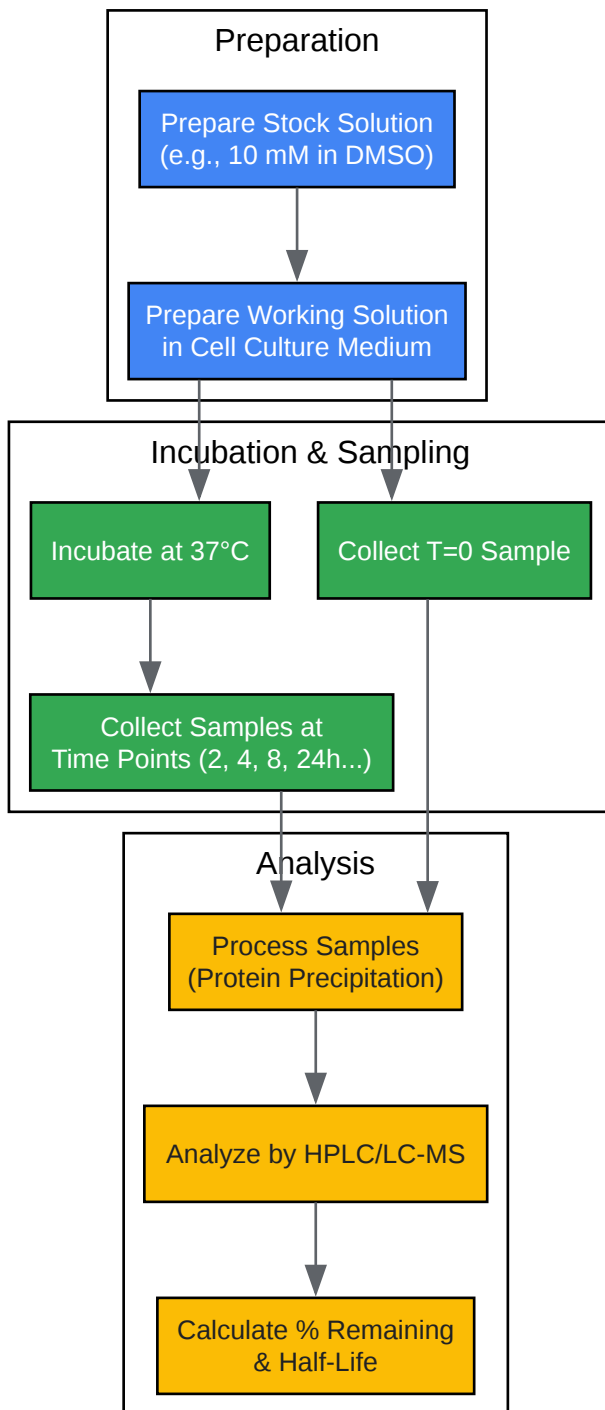 Preparation
Prepare Stock Solution
(e.g., 10 mM in DMSO)
Prepare Working Solution
in Cell Culture Medium
Incubation & Sampling
Incubate at 37°C
Collect T=0 Sample
Collect Samples at
Time Points (2, 4, 8, 24h...)
Analysis
Process Samples
(Protein Precipitation)
Analyze by HPLC/LC-MS
Calculate % Remaining
& Half-Life